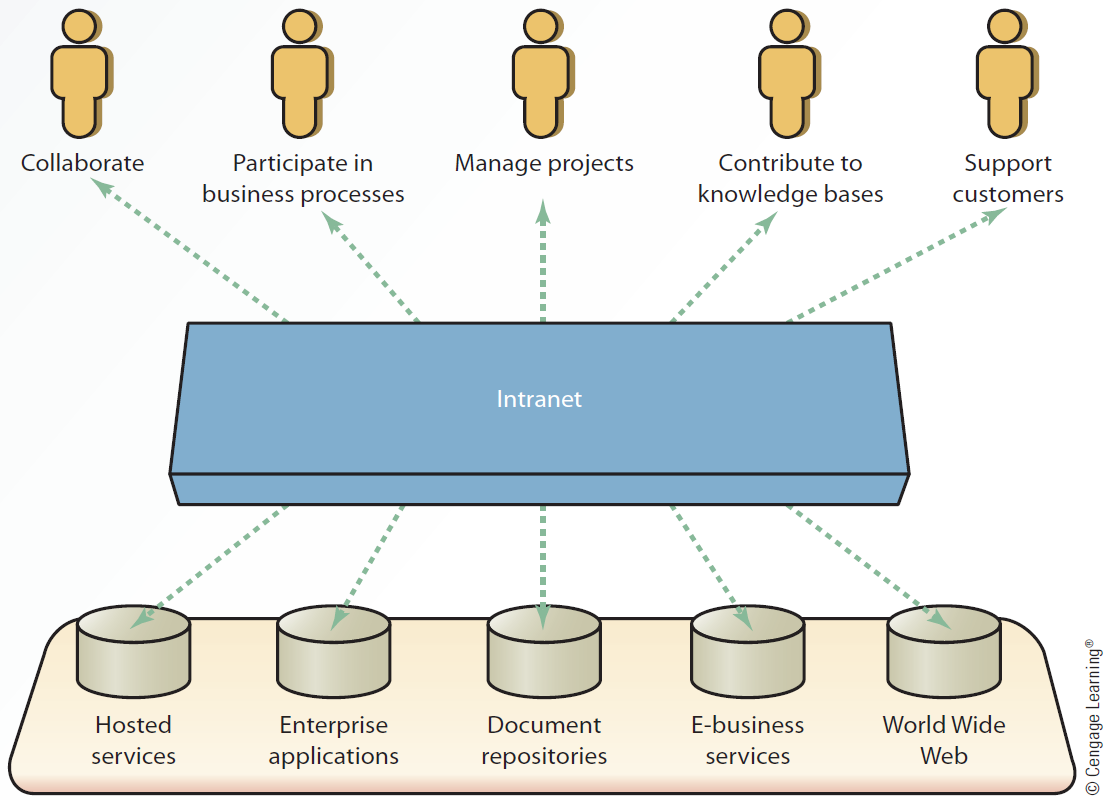 Collaborate
Participate in
business processes
Manage projects
Contribute to
knowledge bases
Support
customers
Intranet
Hosted
services
Enterprise
applications
Document
repositories
E-business
services
World Wide
Web
© Cengage Learning®